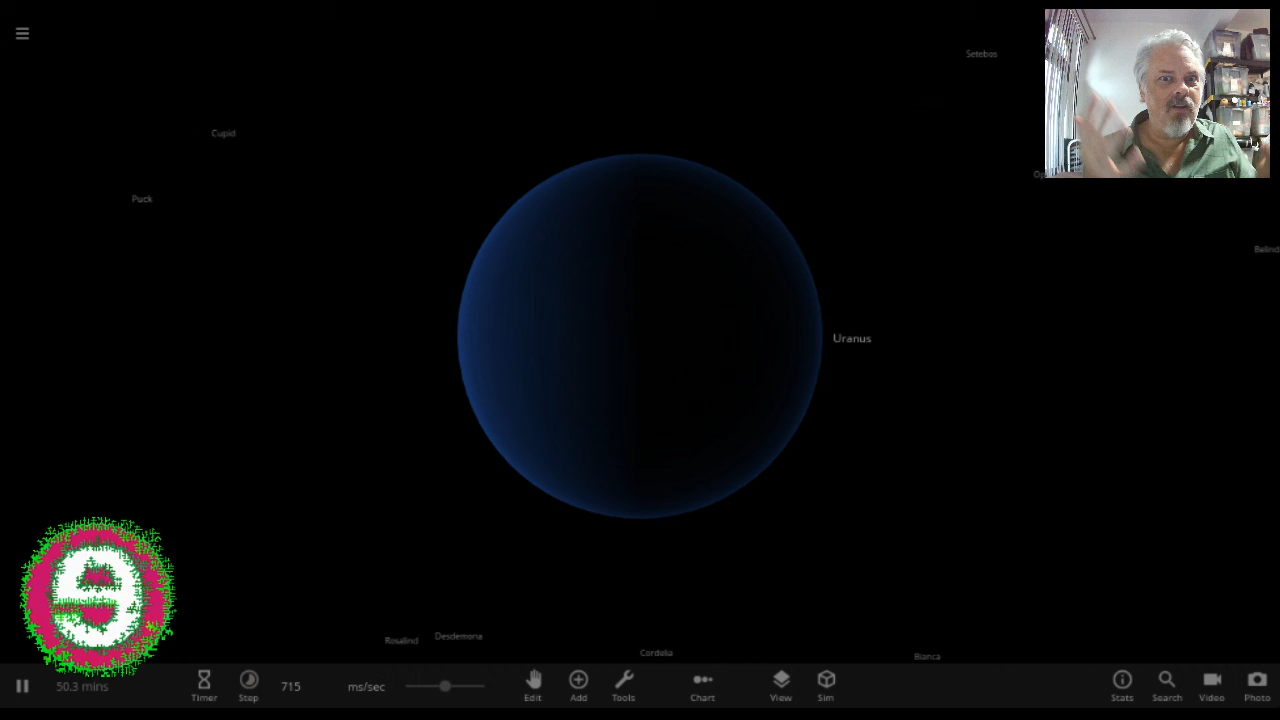 Setebos
Cupid
Puck
Uranus
Rosalind
Desdemona
Cordelia
Bianca
50.3 mins
Timer
Step
715
ms/sec
Edit
Add
Tools
Chart
View
Sim
Stats
Search
Video
Photo